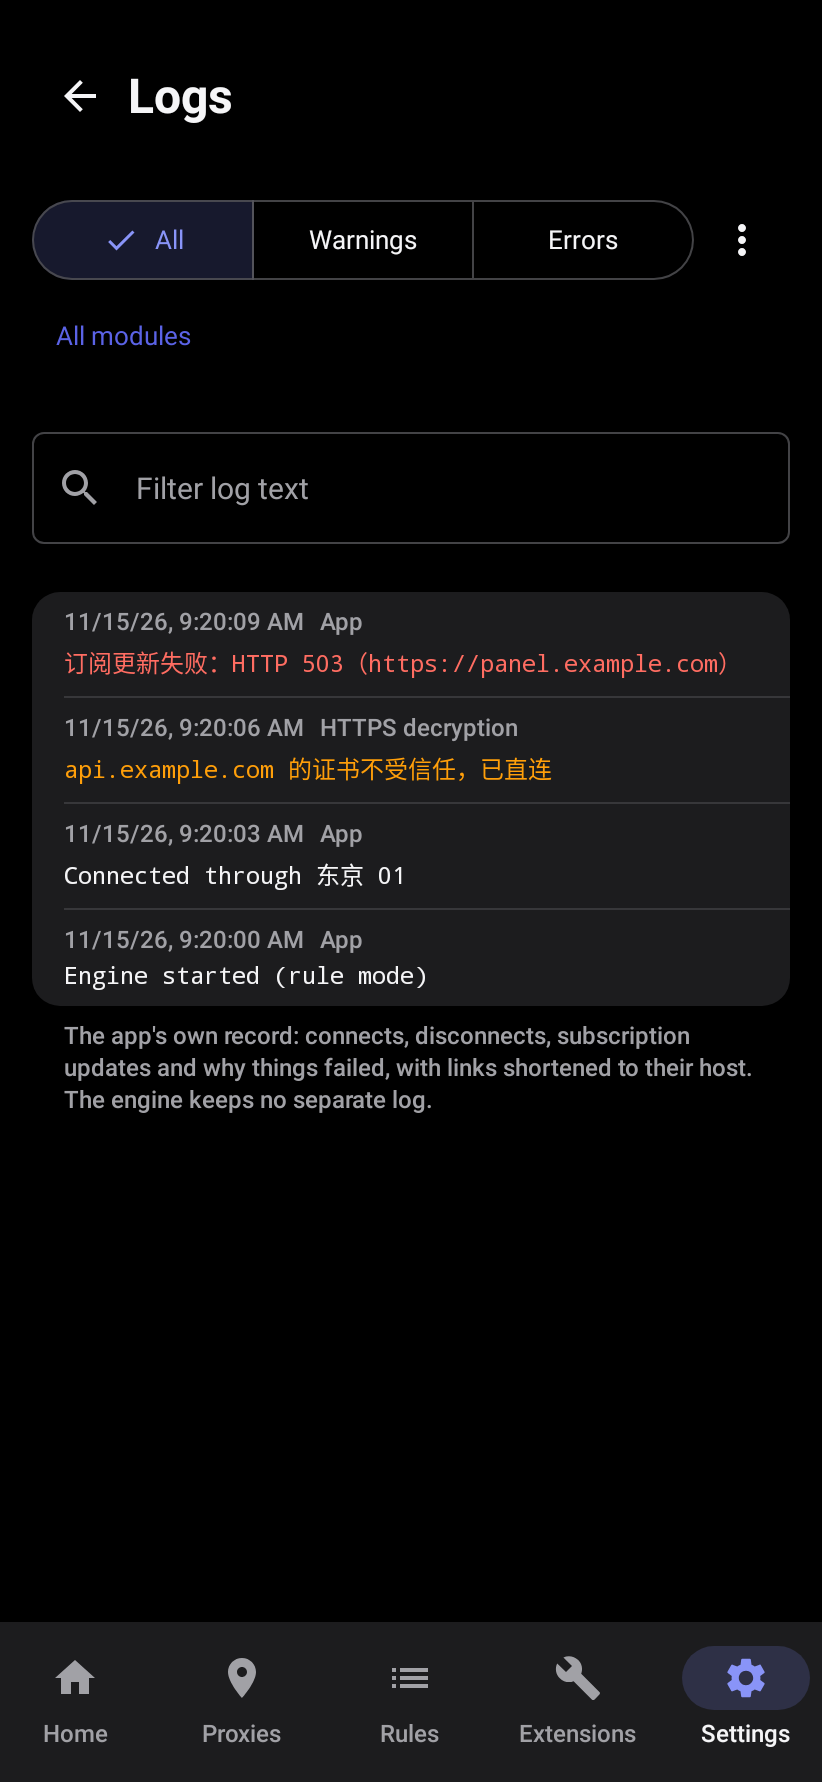 Logs
All
Warnings
Errors
All modules
Filter log text
11/15/26, 9:20:09 AM App
订阅更新失败：HTTP 503（https://panel.example.com）
11/15/26, 9:20:06 AM HTTPS decryption
api.example.com 的证书不受信任，已直连
11/15/26, 9:20:03 AM App
Connected through 东京 01
11/15/26, 9:20:00 AM App
Engine started (rule mode)
The app's own record: connects, disconnects, subscription
updates and why things failed, with links shortened to their host.
The engine keeps no separate log.
Home
Proxies
Rules
Extensions
Settings